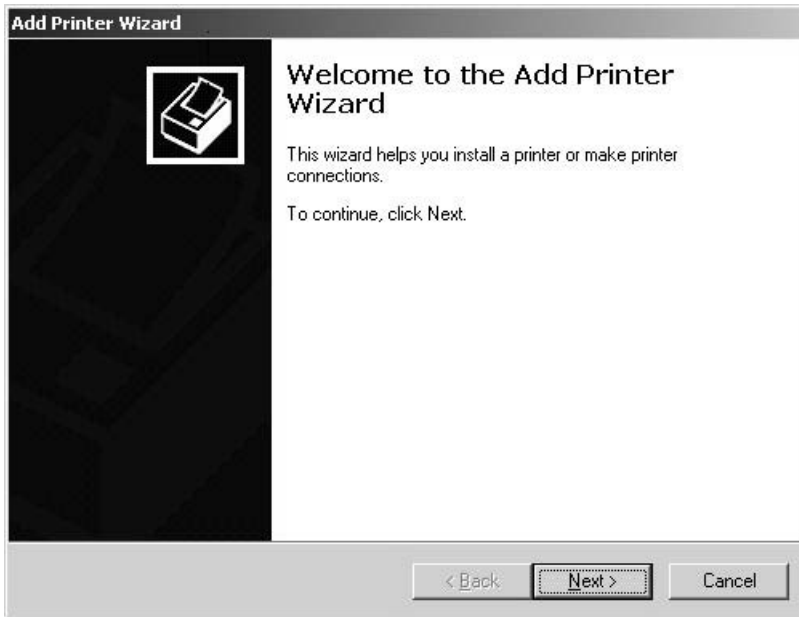 Add Printer Wizard
Welcome to the Add Printer
Wizard
This wizard helps you install a printer or make printer
connections.
To continue, click Next.
< Back
Next >
Cancel